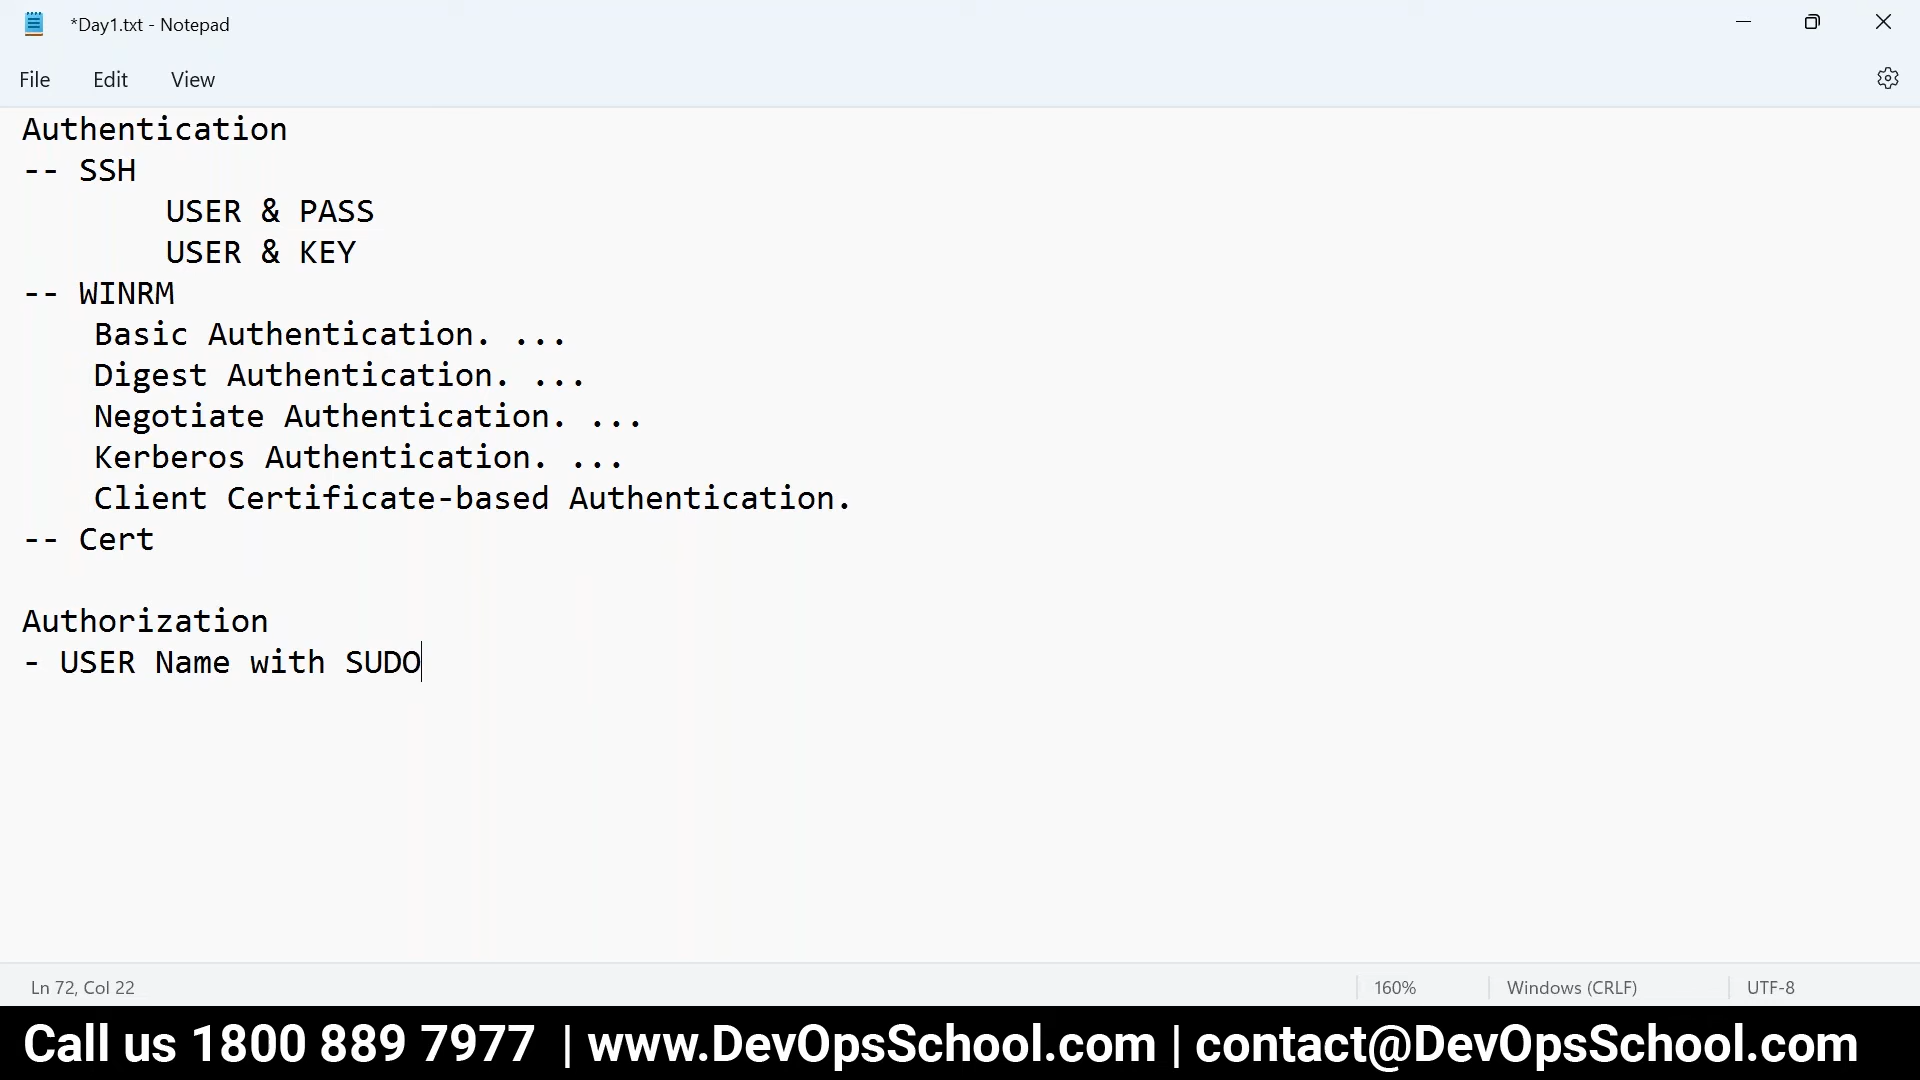 *Day1.txt - Notepad
File Edit View
Authentication
-- SSH
USER & PASS
USER & KEY
-- WINRM
Basic Authentication. ...
Digest Authentication. ...
Negotiate Authentication. ...
Kerberos Authentication. ...
Client Certificate-based Authentication.
-- Cert
Authorization
- USER Name with SUDO
Ln 72, Col 22 160% Windows (CRLF) UTF-8
Call us 1800 889 7977 | www.DevOpsSchool.com | contact@DevOpsSchool.com